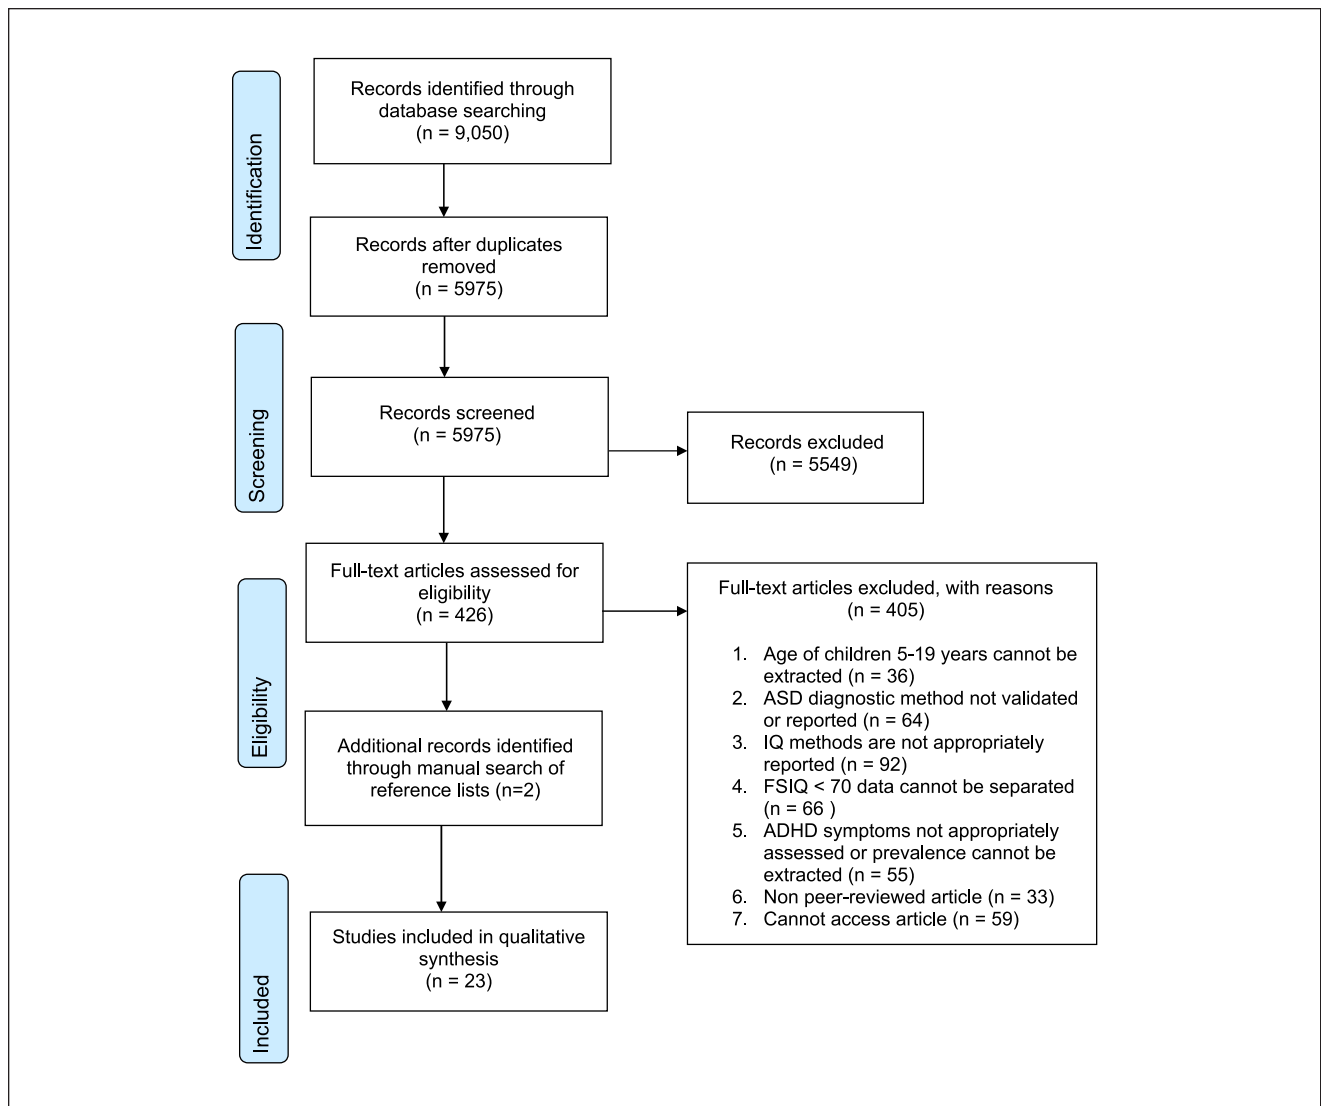 Identification
Records identified through
database searching
(n = 9,050)
Records after duplicates
removed
(n = 5975)
Screening
Records screened
(n = 5975)
Records excluded
(n = 5549)
Eligibility
Full-text articles assessed for
eligibility
(n = 426)
Full-text articles excluded, with reasons
(n = 405)
1. Age of children 5-19 years cannot be
extracted (n = 36)
2. ASD diagnostic method not validated
or reported (n = 64)
3. IQ methods are not appropriately
reported (n = 92)
4. FSIQ < 70 data cannot be separated
(n = 66 )
5. ADHD symptoms not appropriately
assessed or prevalence cannot be
extracted (n = 55)
6. Non peer-reviewed article (n = 33)
7. Cannot access article (n = 59)
Additional records identified
through manual search of
reference lists (n=2)
Included
Studies included in qualitative
synthesis
(n = 23)